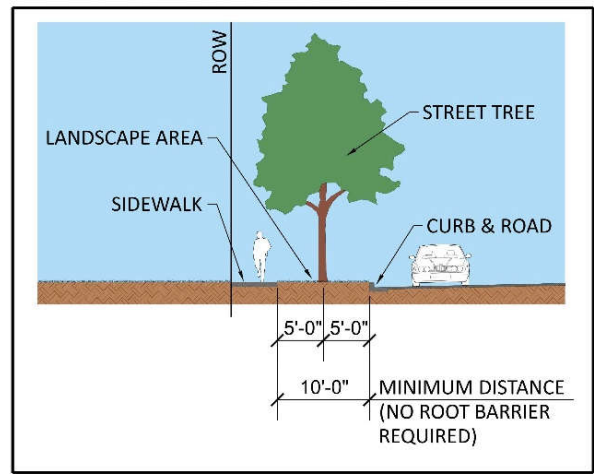 ROW
STREET TREE
LANDSCAPE AREA
SIDEWALK
CURB & ROAD
5'-0" 5'-0"
10'-0" MINIMUM DISTANCE
(NO ROOT BARRIER
REQUIRED)